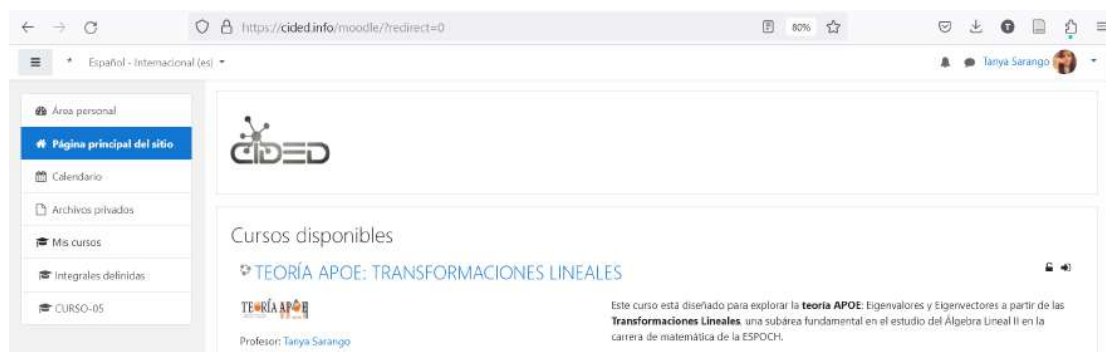 https://cided.info/moodle/?redirect=0
80%
Español - Internacional (es)
Tanya Sarango
Área personal
Página principal del sitio
Calendario
Archivos privados
Mis cursos
Integrales definidas
CURSO-05
CIDED
Cursos disponibles
TEORÍA APOE: TRANSFORMACIONES LINEALES
TEORÍA APOE
Profesor: Tanya Sarango
Este curso está diseñado para explorar la teoría APOE: Eigenvalores y Eigenvectores a partir de las
Transformaciones Lineales, una subárea fundamental en el estudio del Álgebra Lineal II en la
carrera de matemática de la ESPOCH.